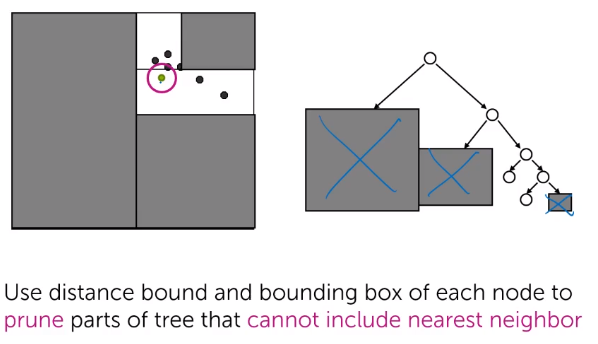 Use distance bound and bounding box of each node to
prune parts of tree that cannot include nearest neighbor